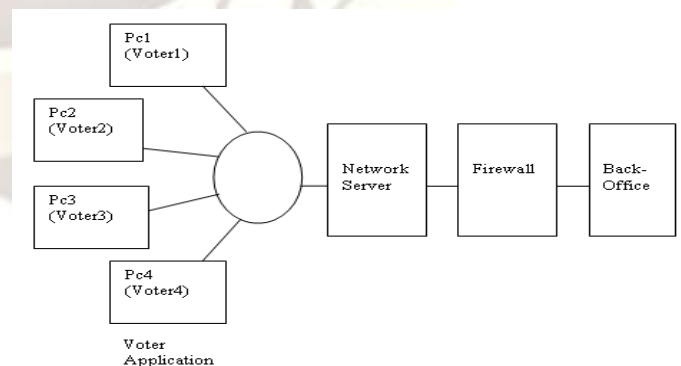 Pc1
(Voter1)
Pc2
(Voter2)
Pc3
(Voter3)
Pc4
(Voter4)
Voter
Application
Network
Server
Firewall
Back-
Office